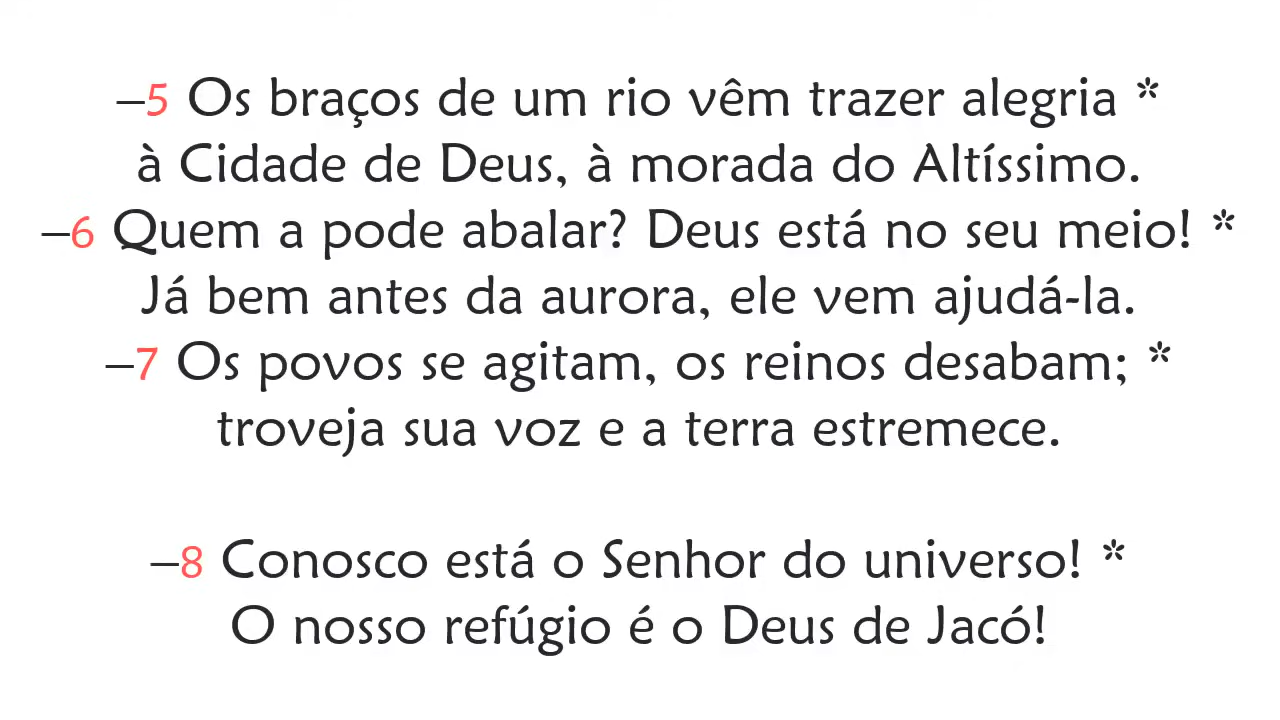 –5 Os braços de um rio vêm trazer alegria *
à Cidade de Deus, à morada do Altíssimo.
–6 Quem a pode abalar? Deus está no seu meio! *
Já bem antes da aurora, ele vem ajudá-la.
–7 Os povos se agitam, os reinos desabam; *
troveja sua voz e a terra estremece.
–8 Conosco está o Senhor do universo! *
O nosso refúgio é o Deus de Jacó!